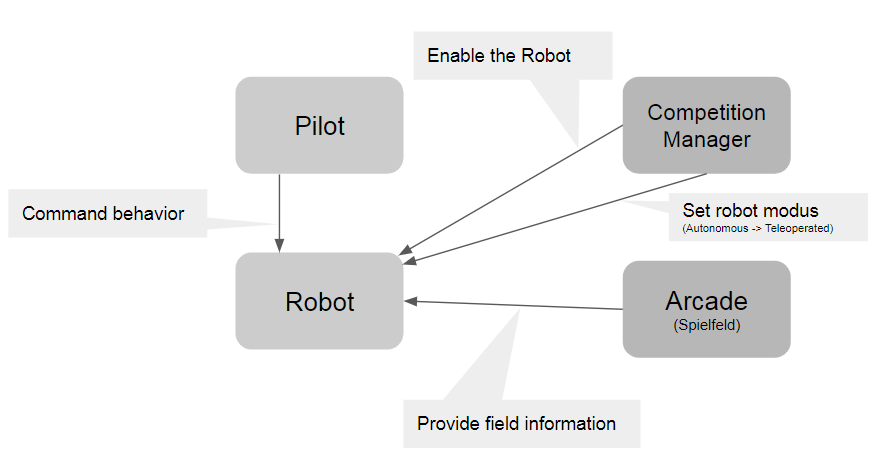 Enable the Robot
Pilot
Competition
Manager
Command behavior
Set robot modus
(Autonomous -> Teleoperated)
Robot
Arcade
(Spielfeld)
Provide field information